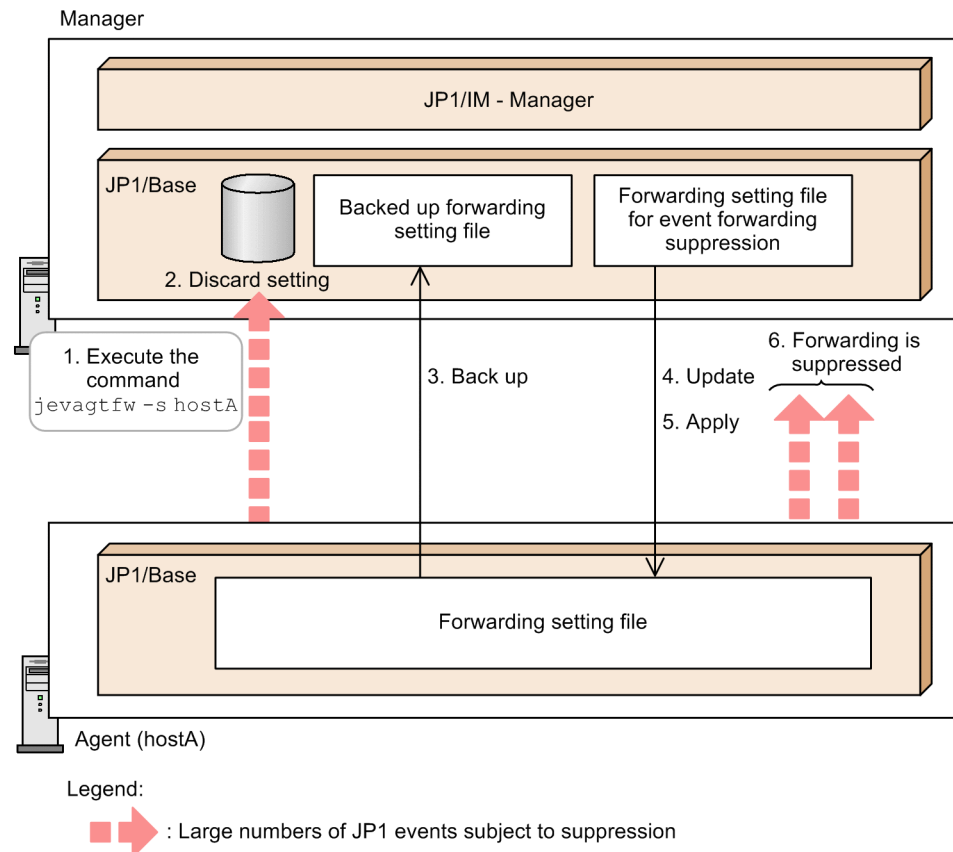 Manager
JP1/IM - Manager
JP1/Base
Backed up forwarding
setting file
Forwarding setting file
for event forwarding
suppression
2. Discard setting
1. Execute the
command
jevagtfw -s hostA
3. Back up
4. Update
5. Apply
6. Forwarding is
suppressed
JP1/Base
Forwarding setting file
Agent (hostA)
Legend:
: Large numbers of JP1 events subject to suppression